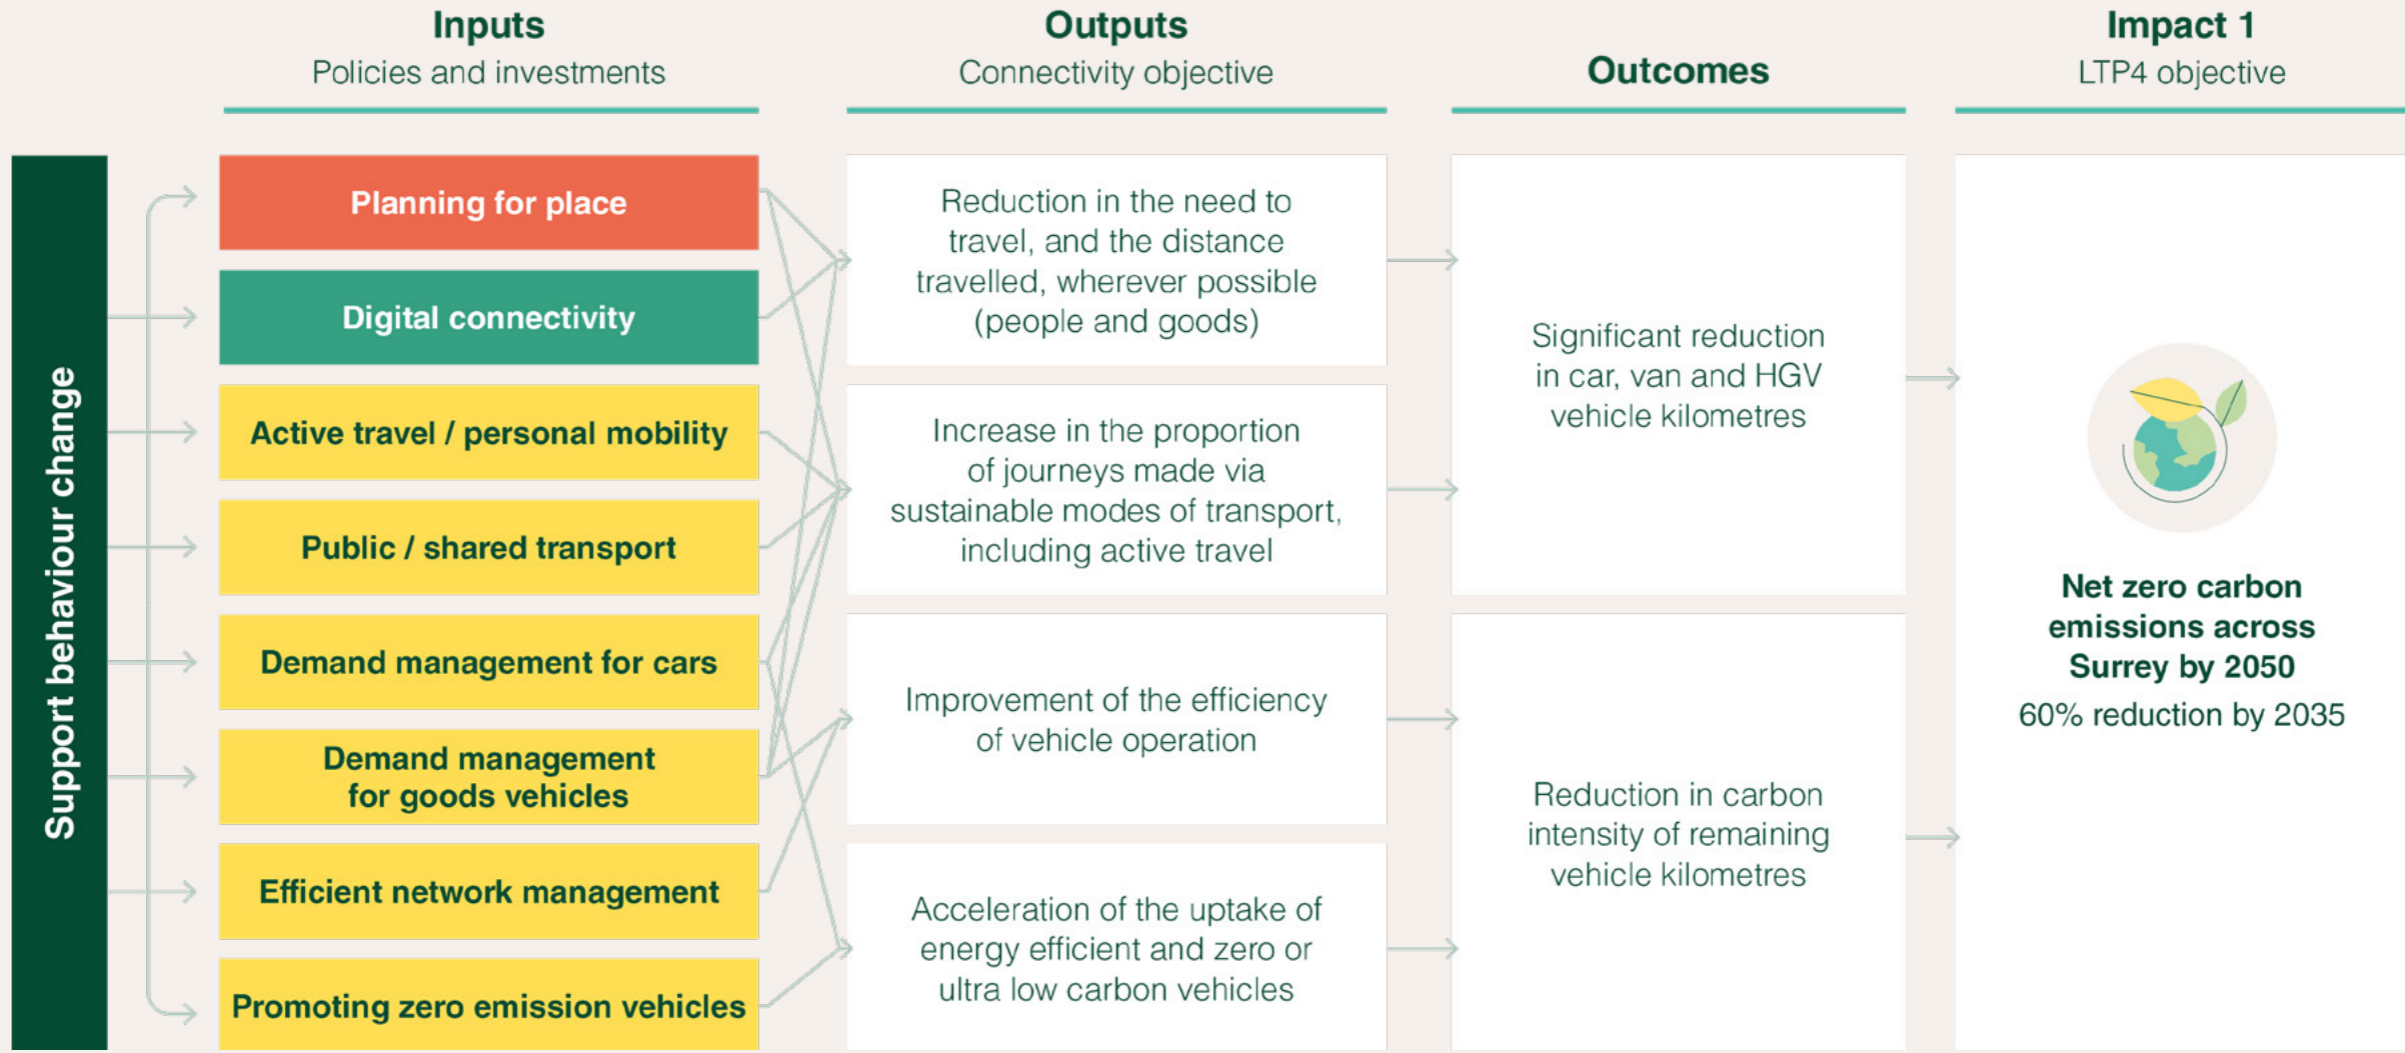 Inputs
Policies and investments
Outputs
Connectivity objective
Outcomes
Impact 1
LTP4 objective
Support behaviour change
Planning for place
Digital connectivity
Active travel / personal mobility
Public / shared transport
Demand management for cars
Demand management
for goods vehicles
Efficient network management
Promoting zero emission vehicles
Reduction in the need to
travel, and the distance
travelled, wherever possible
(people and goods)
Increase in the proportion
of journeys made via
sustainable modes of transport,
including active travel
Improvement of the efficiency
of vehicle operation
Acceleration of the uptake of
energy efficient and zero or
ultra low carbon vehicles
Significant reduction
in car, van and HGV
vehicle kilometres
Reduction in carbon
intensity of remaining
vehicle kilometres
Net zero carbon
emissions across
Surrey by 2050
60% reduction by 2035